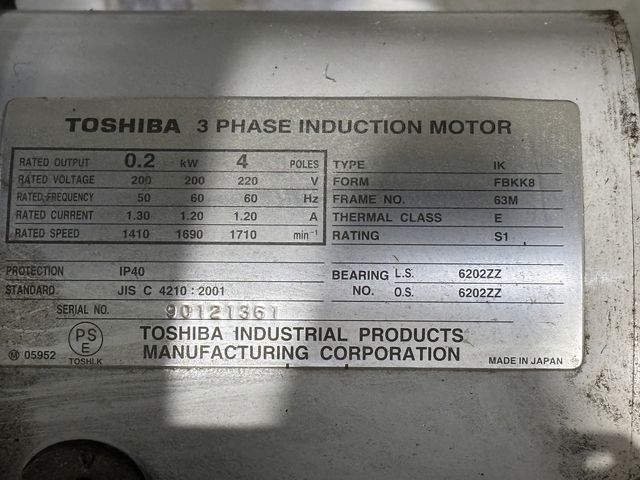 TOSHIBA 3 PHASE INDUCTION MOTOR
RATED OUTPUT 0.2 kW 4 POLES
RATED VOLTAGE 200 200 220 V
RATED FREQUENCY 50 60 60 Hz
RATED CURRENT 1.30 1.20 1.20 A
RATED SPEED 1410 1690 1710 min⁻¹
TYPE IK
FORM FBKK8
FRAME NO. 63M
THERMAL CLASS E
RATING S1
PROTECTION IP40
STANDARD JIS C 4210 : 2001
SERIAL NO. 90121361
BEARING L.S. 6202ZZ
NO. O.S. 6202ZZ
PS
E
TOSHI.K
M 05952
TOSHIBA INDUSTRIAL PRODUCTS
MANUFACTURING CORPORATION
MADE IN JAPAN